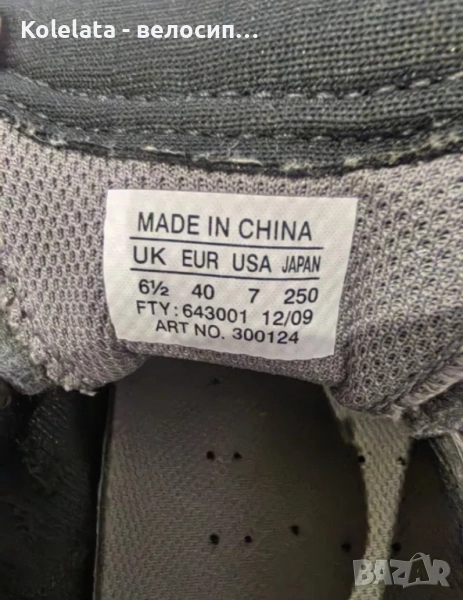 Kolelata - велосип...
MADE IN CHINA
UK EUR USA JAPAN
6½ 40 7 250
FTY: 643001 12/09
ART NO. 300124
BAZAR